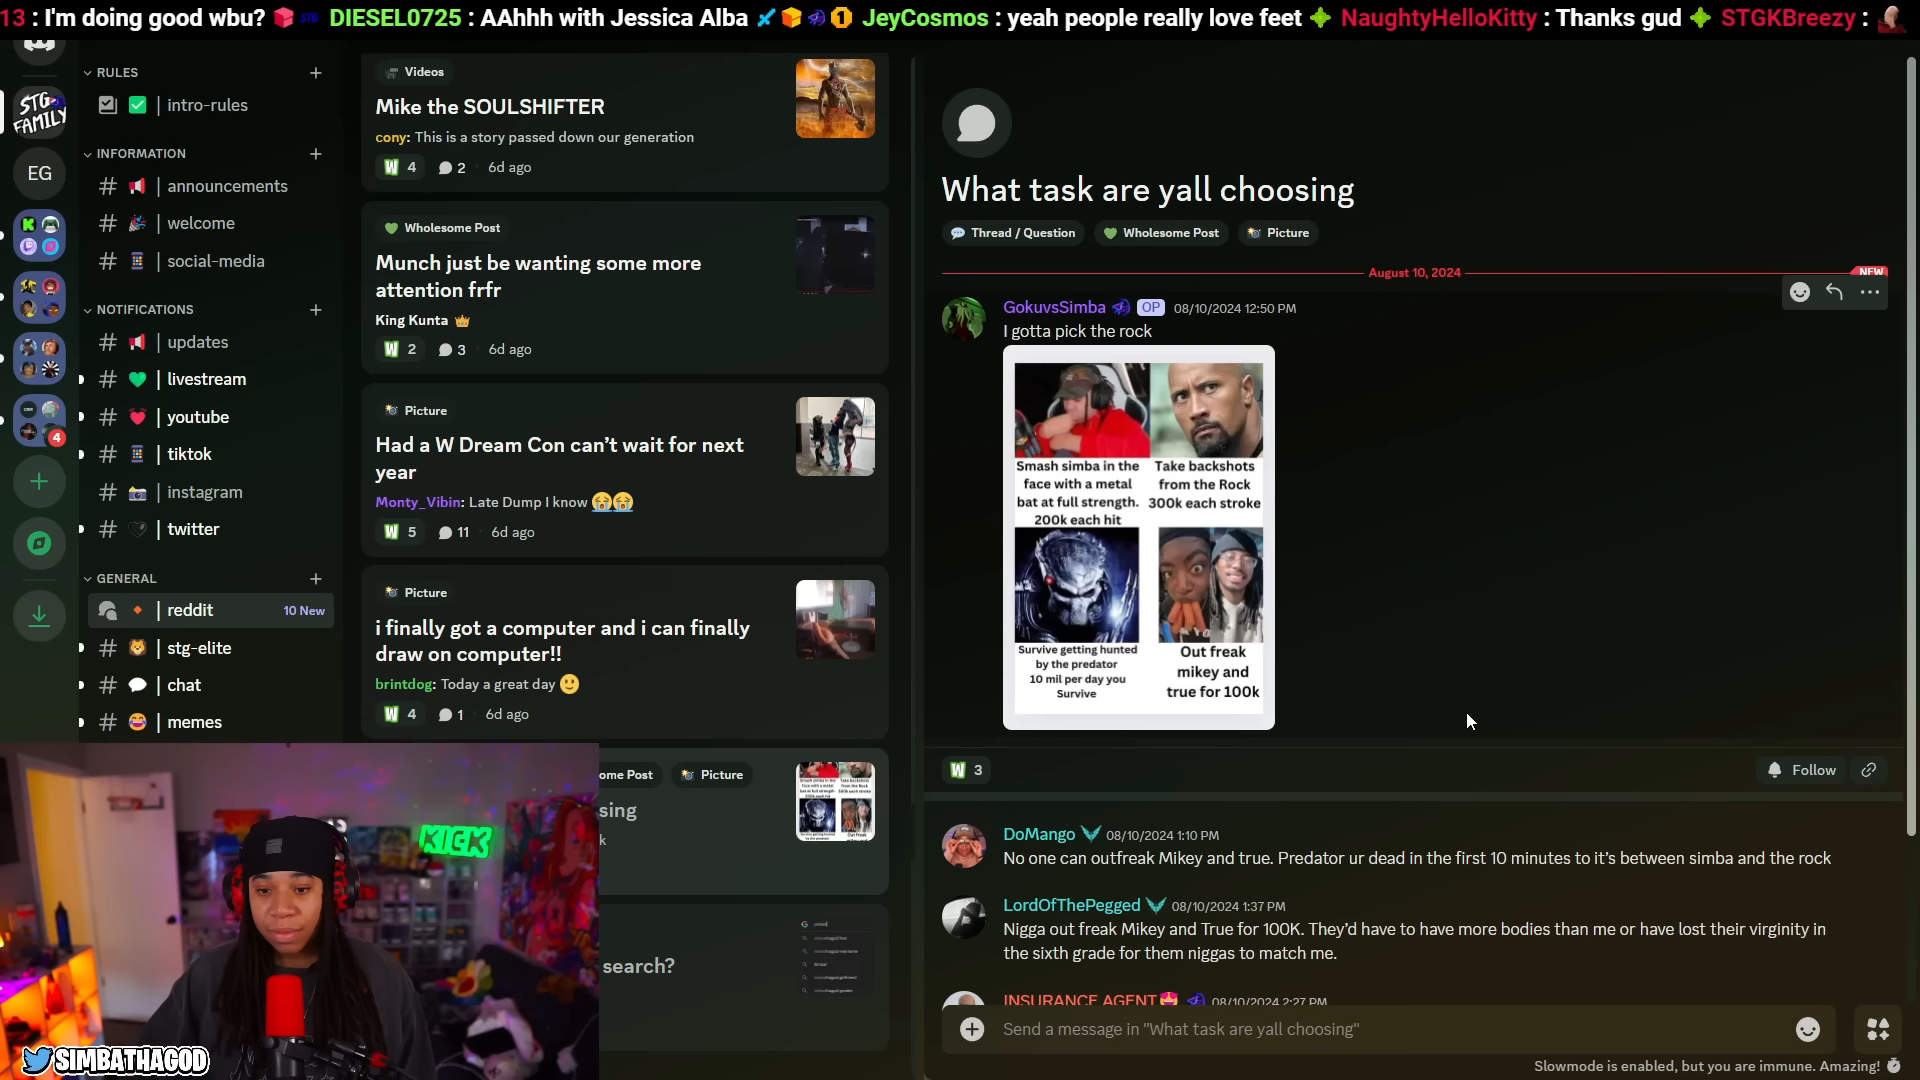 13 : I'm doing good wbu? DIESEL0725 : AAhhh with Jessica Alba JeyCosmos : yeah people really love feet NaughtyHelloKitty : Thanks gud STGKBreezy :
STG FAMILY
EG
4
RULES
intro-rules
INFORMATION
announcements
welcome
social-media
NOTIFICATIONS
updates
livestream
youtube
tiktok
instagram
twitter
GENERAL
reddit 10 New
stg-elite
chat
memes
Videos
Mike the SOULSHIFTER
cony: This is a story passed down our generation
4 2 · 6d ago
Wholesome Post
Munch just be wanting some more
attention frfr
King Kunta
2 3 · 6d ago
Picture
Had a W Dream Con can't wait for next
year
Monty_Vibin: Late Dump I know
5 11 · 6d ago
Picture
i finally got a computer and i can finally
draw on computer!!
brintdog: Today a great day
4 1 · 6d ago
ome Post Picture
sing
k
search?
What task are yall choosing
Thread / Question Wholesome Post Picture
August 10, 2024
NEW
GokuvsSimba OP 08/10/2024 12:50 PM
I gotta pick the rock
Smash simba in the
face with a metal
bat at full strength.
200k each hit
Take backshots
from the Rock
300k each stroke
Survive getting hunted
by the predator
10 mil per day you
Survive
Out freak
mikey and
true for 100k
W 3
Follow
DoMango 08/10/2024 1:10 PM
No one can outfreak Mikey and true. Predator ur dead in the first 10 minutes to it's between simba and the rock
LordOfThePegged 08/10/2024 1:37 PM
Nigga out freak Mikey and True for 100K. They'd have to have more bodies than me or have lost their virginity in
the sixth grade for them niggas to match me.
INSURANCE AGENT 08/10/2024 2:27 PM
Send a message in "What task are yall choosing"
Slowmode is enabled, but you are immune. Amazing!
KICK
SIMBATHAGOD